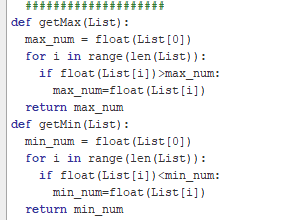 ####################
def getMax(List):
  max_num = float(List[0])
  for i in range(len(List)):
    if float(List[i])>max_num:
      max_num=float(List[i])
  return max_num
def getMin(List):
  min_num = float(List[0])
  for i in range(len(List)):
    if float(List[i])<min_num:
      min_num=float(List[i])
  return min_num